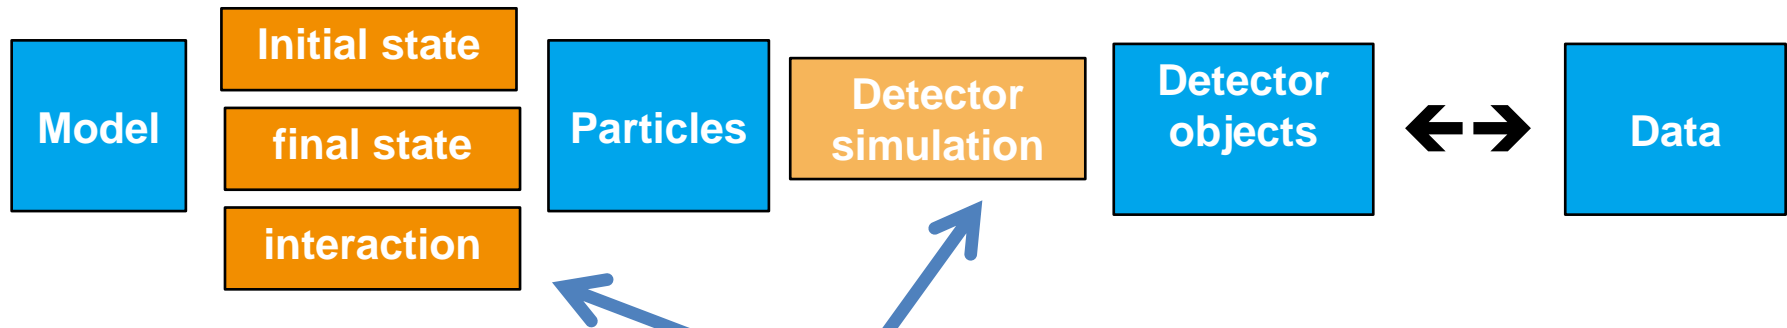 Model
Initial state
final state
interaction
Particles
Detector
simulation
Detector
objects
Data